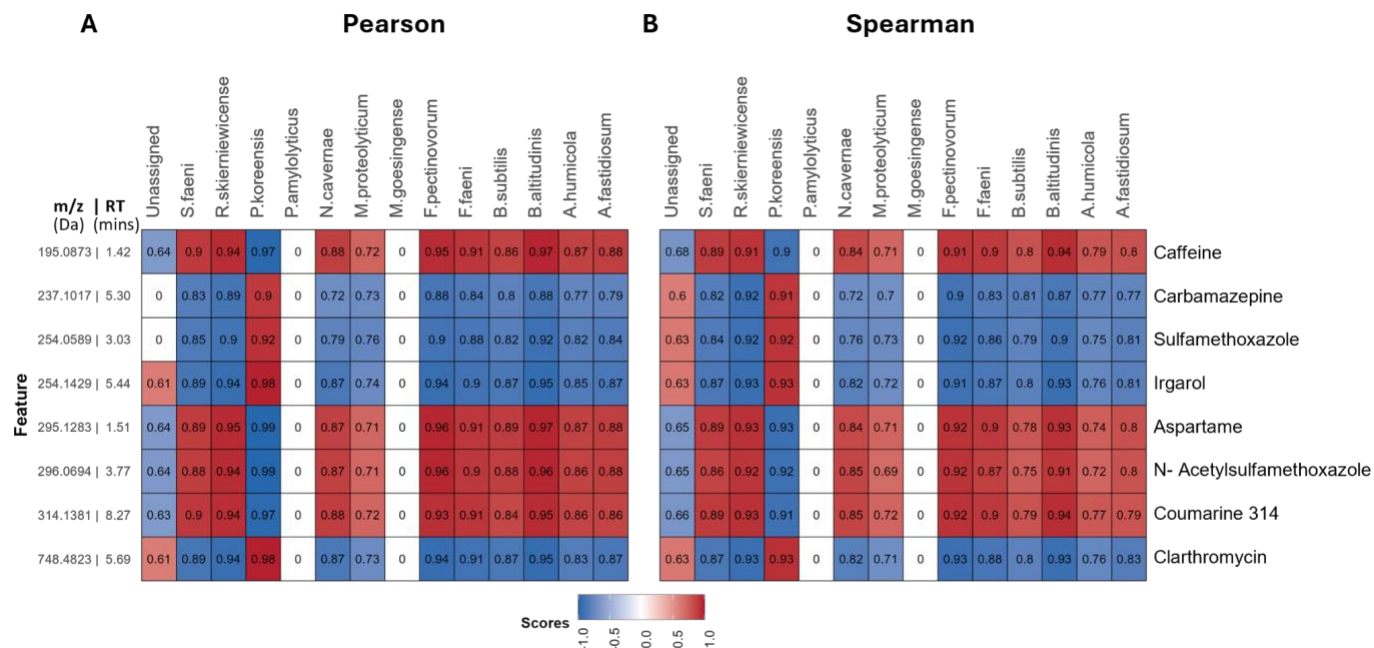 A Pearson B Spearman
Unassigned S.faeni R.skierniewicense P.koreensis P.amylolyticus N.cavernae M.proteolyticum M.goesingense F.pectinovorum F.faeni B.subtilis B.altitudinis A.humicola A.fastidiosum Unassigned S.faeni R.skierniewicense P.koreensis P.amylolyticus N.cavernae M.proteolyticum M.goesingense F.pectinovorum F.faeni B.subtilis B.altitudinis A.humicola A.fastidiosum
m/z | RT
(Da) (mins)
195.0873 | 1.42 0.64 0.9 0.94 0.97 0 0.88 0.72 0 0.95 0.91 0.86 0.97 0.87 0.88 0.68 0.89 0.91 0.9 0 0.84 0.71 0 0.91 0.9 0.8 0.94 0.79 0.8 Caffeine
237.1017 | 5.30 0 0.83 0.89 0.9 0 0.72 0.73 0 0.88 0.84 0.8 0.88 0.77 0.79 0.6 0.82 0.92 0.91 0 0.72 0.7 0 0.9 0.83 0.81 0.87 0.77 0.77 Carbamazepine
254.0589 | 3.03 0 0.85 0.9 0.92 0 0.79 0.76 0 0.9 0.88 0.82 0.92 0.82 0.84 0.63 0.84 0.92 0.92 0 0.76 0.73 0 0.92 0.86 0.79 0.9 0.75 0.81 Sulfamethoxazole
254.1429 | 5.44 0.61 0.89 0.94 0.98 0 0.87 0.74 0 0.94 0.9 0.87 0.95 0.85 0.87 0.63 0.87 0.93 0.93 0 0.82 0.72 0 0.91 0.87 0.8 0.93 0.76 0.81 Irgarol
Feature
295.1283 | 1.51 0.64 0.89 0.95 0.99 0 0.87 0.71 0 0.96 0.91 0.89 0.97 0.87 0.88 0.65 0.89 0.93 0.93 0 0.84 0.71 0 0.92 0.9 0.78 0.93 0.74 0.8 Aspartame
296.0694 | 3.77 0.64 0.88 0.94 0.99 0 0.87 0.71 0 0.96 0.9 0.88 0.96 0.86 0.88 0.65 0.86 0.92 0.92 0 0.85 0.69 0 0.92 0.87 0.75 0.91 0.72 0.8 N- Acetylsulfamethoxazole
314.1381 | 8.27 0.63 0.9 0.94 0.97 0 0.88 0.72 0 0.93 0.91 0.84 0.95 0.86 0.86 0.66 0.89 0.93 0.91 0 0.85 0.72 0 0.92 0.9 0.79 0.94 0.77 0.79 Coumarine 314
748.4823 | 5.69 0.61 0.89 0.94 0.98 0 0.87 0.73 0 0.94 0.91 0.87 0.95 0.83 0.87 0.63 0.87 0.93 0.93 0 0.82 0.71 0 0.93 0.88 0.8 0.93 0.76 0.83 Clarthromycin
Scores
-1.0 -0.5 0.0 0.5 1.0